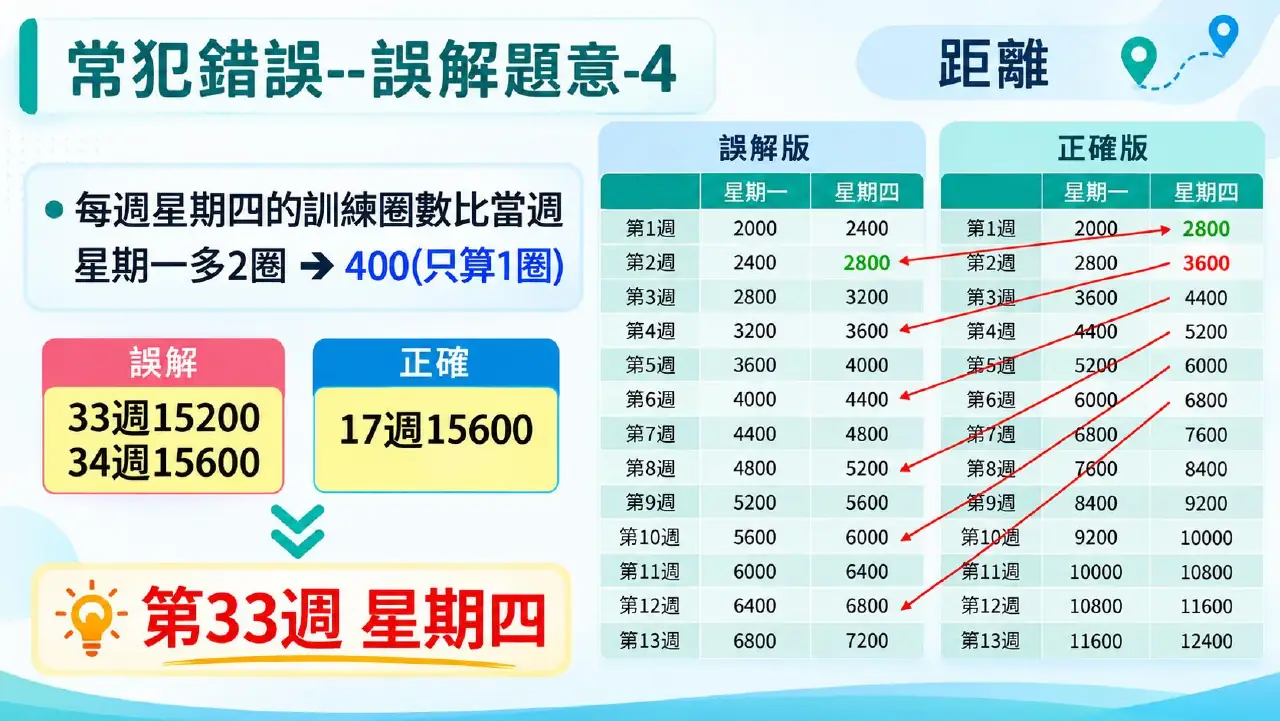 常犯錯誤--誤解題意-4
距離
• 每週星期四的訓練圈數比當週
星期一多2圈 ➔ 400(只算1圈)
誤解
33週15200
34週15600
正確
17週15600
第33週 星期四
誤解版
星期一 星期四
第1週 2000 2400
第2週 2400 2800
第3週 2800 3200
第4週 3200 3600
第5週 3600 4000
第6週 4000 4400
第7週 4400 4800
第8週 4800 5200
第9週 5200 5600
第10週 5600 6000
第11週 6000 6400
第12週 6400 6800
第13週 6800 7200
正確版
星期一 星期四
第1週 2000 2800
第2週 2800 3600
第3週 3600 4400
第4週 4400 5200
第5週 5200 6000
第6週 6000 6800
第7週 6800 7600
第8週 7600 8400
第9週 8400 9200
第10週 9200 10000
第11週 10000 10800
第12週 10800 11600
第13週 11600 12400